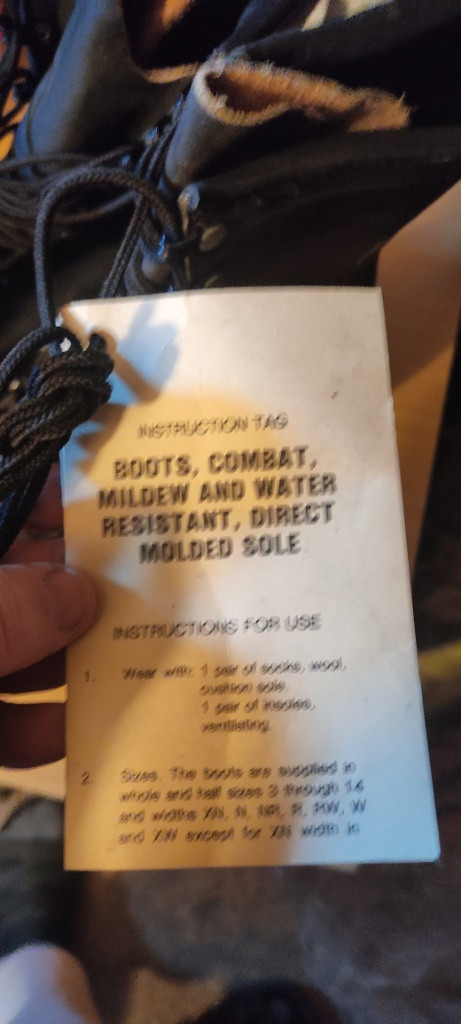 INSTRUCTION TAG
BOOTS, COMBAT,
MILDEW AND WATER
RESISTANT, DIRECT
MOLDED SOLE
INSTRUCTIONS FOR USE
1. Wear with: 1 pair of socks, wool,
cushion sole.
1 pair of insoles,
ventilating.
2. Sizes. The boots are supplied in
whole and half sizes 3 through 14
and widths XN, N, NR, R, RW, W
and XW except for XN width in